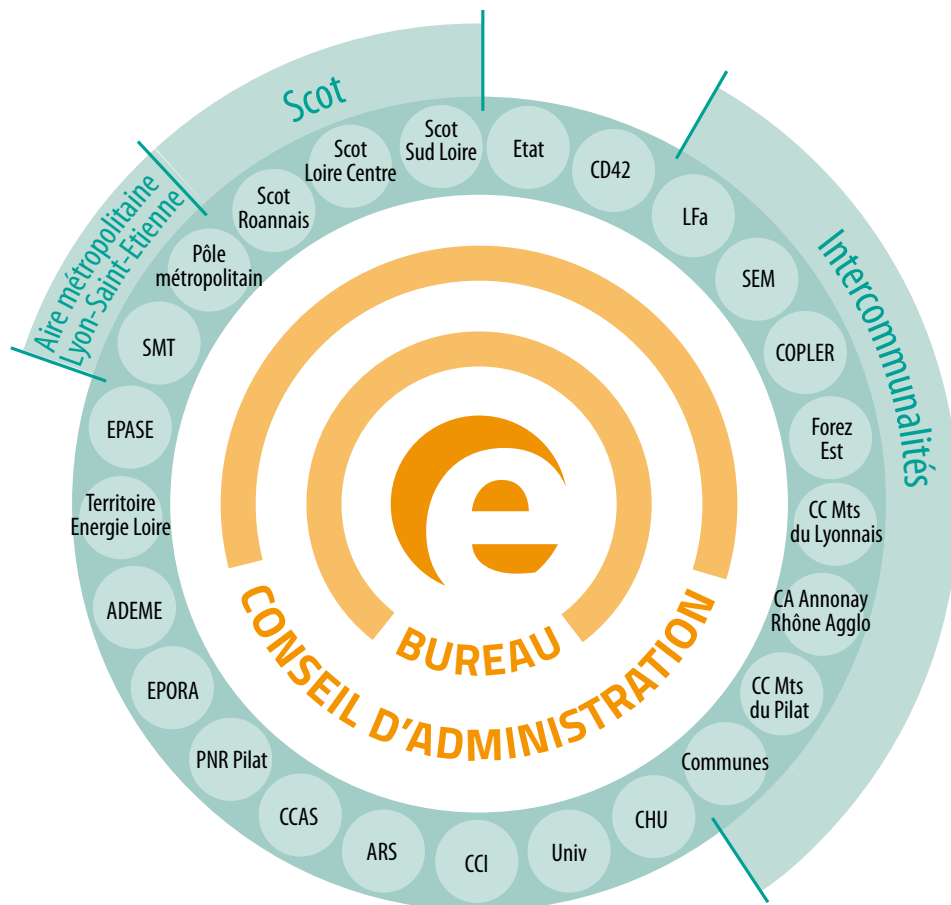 Scot
Aire métropolitaine
Lyon-Saint-Etienne
Intercommunalités
Etat
CD42
LFa
SEM
COPLER
Forez
Est
CC Mts
du Lyonnais
CA Annonay
Rhône Agglo
CC Mts
du Pilat
Communes
CHU
Univ
CCI
ARS
CCAS
PNR Pilat
EPORA
ADEME
Territoire
Energie Loire
EPASE
SMT
Pôle
métropolitain
Scot
Roannais
Scot
Loire Centre
Scot
Sud Loire
e
BUREAU
CONSEIL D’ADMINISTRATION